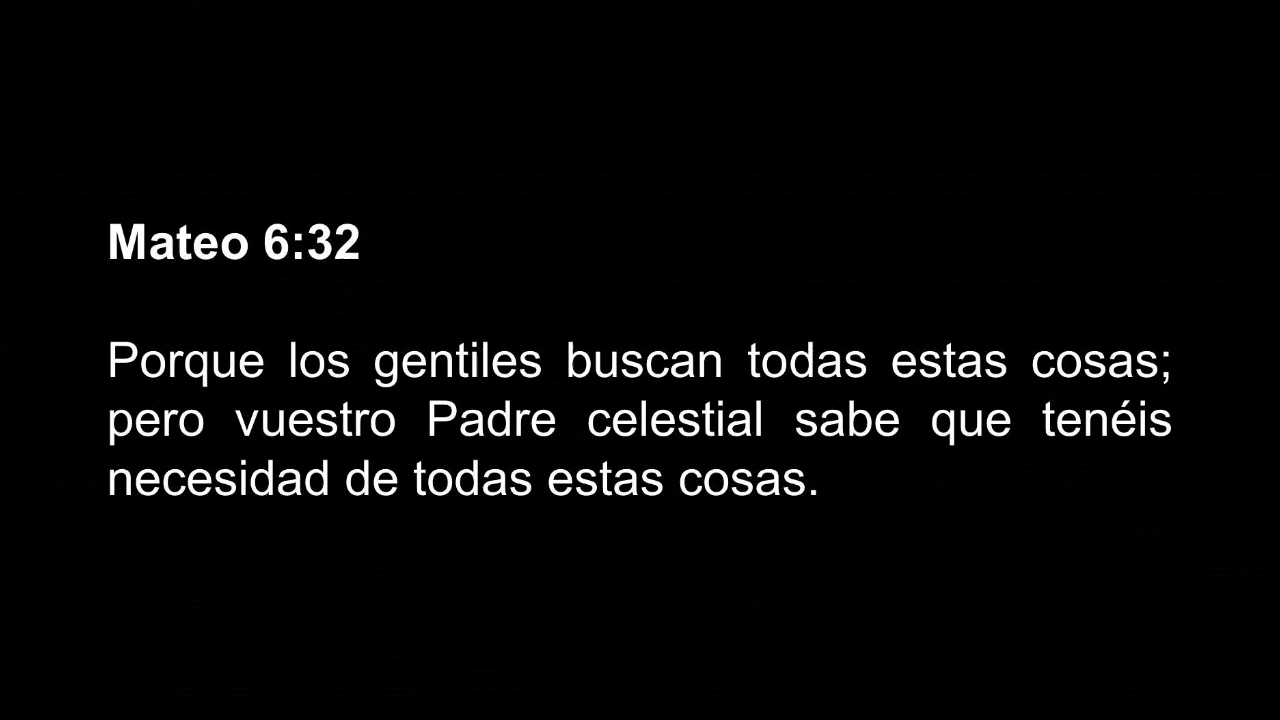 Mateo 6:32
Porque los gentiles buscan todas estas cosas;
pero vuestro Padre celestial sabe que tenéis
necesidad de todas estas cosas.